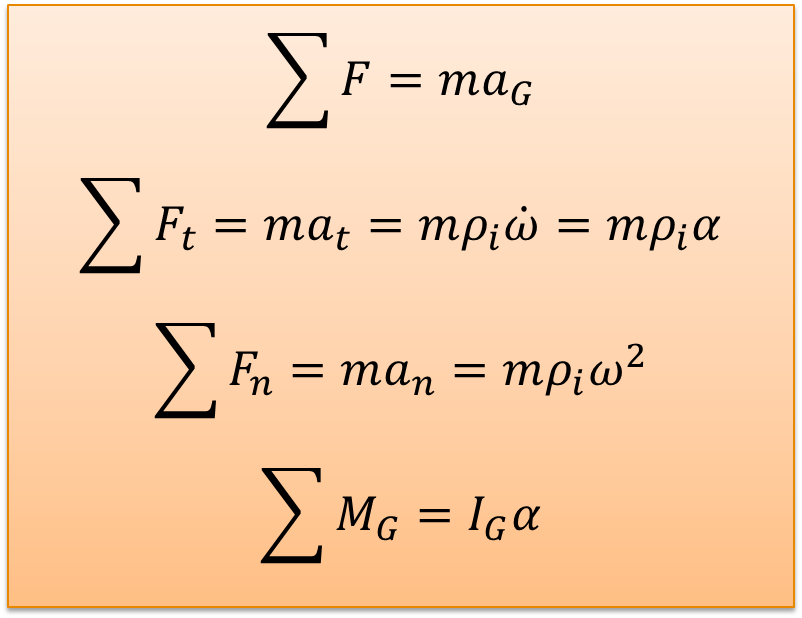 ∑ F = ma_G
∑ F_t = ma_t = mρ_i ω̇ = mρ_i α
∑ F_n = ma_n = mρ_i ω²
∑ M_G = I_G α